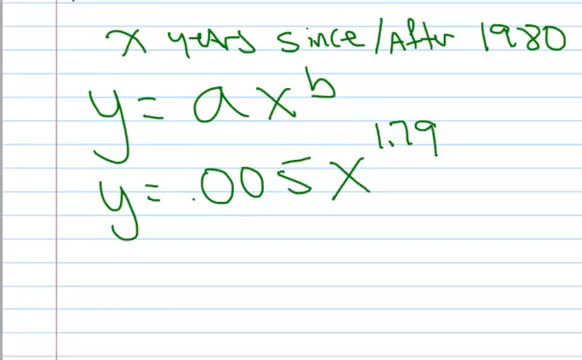 x years since/After 1980
y = ax^b
y = .005x^1.79